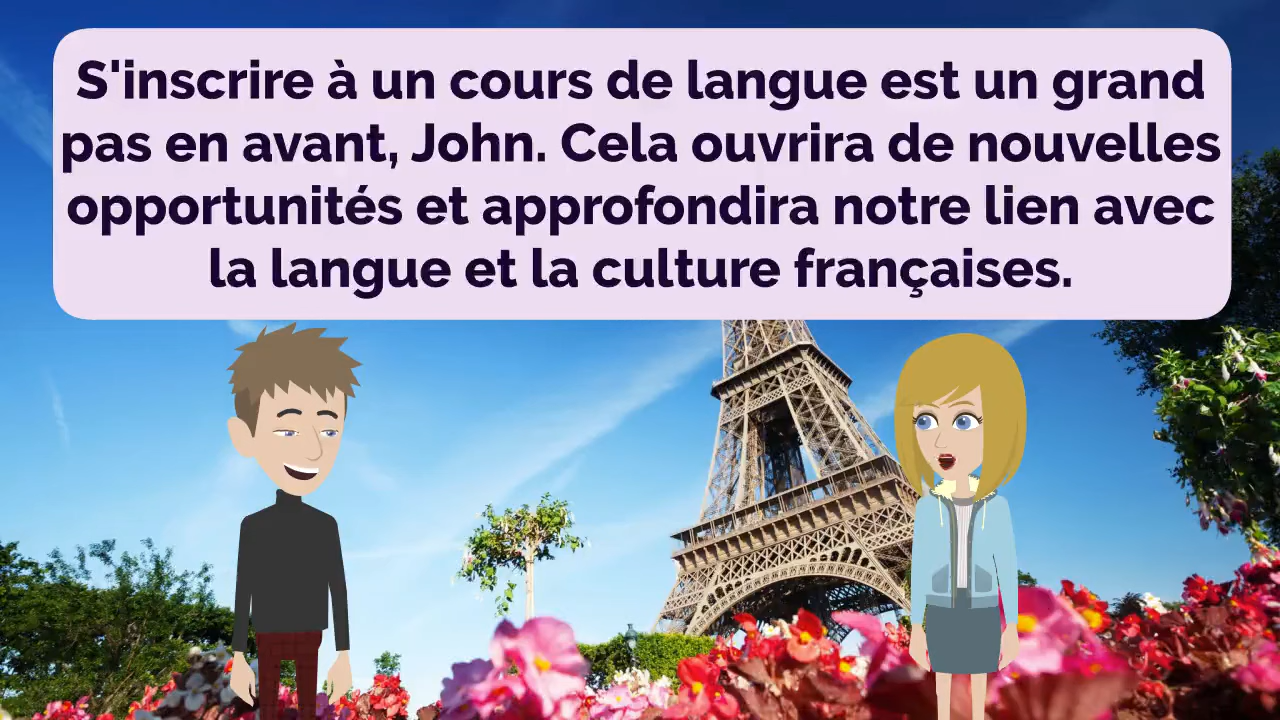 S'inscrire à un cours de langue est un grand
pas en avant, John. Cela ouvrira de nouvelles
opportunités et approfondira notre lien avec
la langue et la culture françaises.